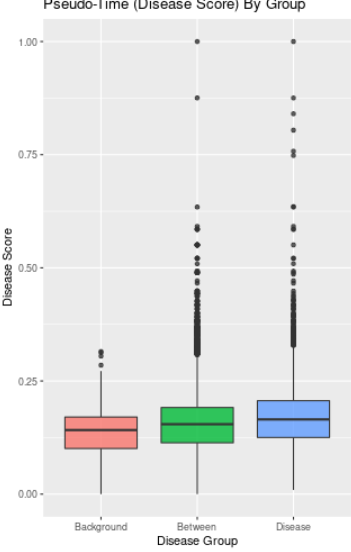 Pseudo-Time (Disease Score) By Group
1.00
0.75
0.50
0.25
0.00
Disease Score
Background Between Disease
Disease Group